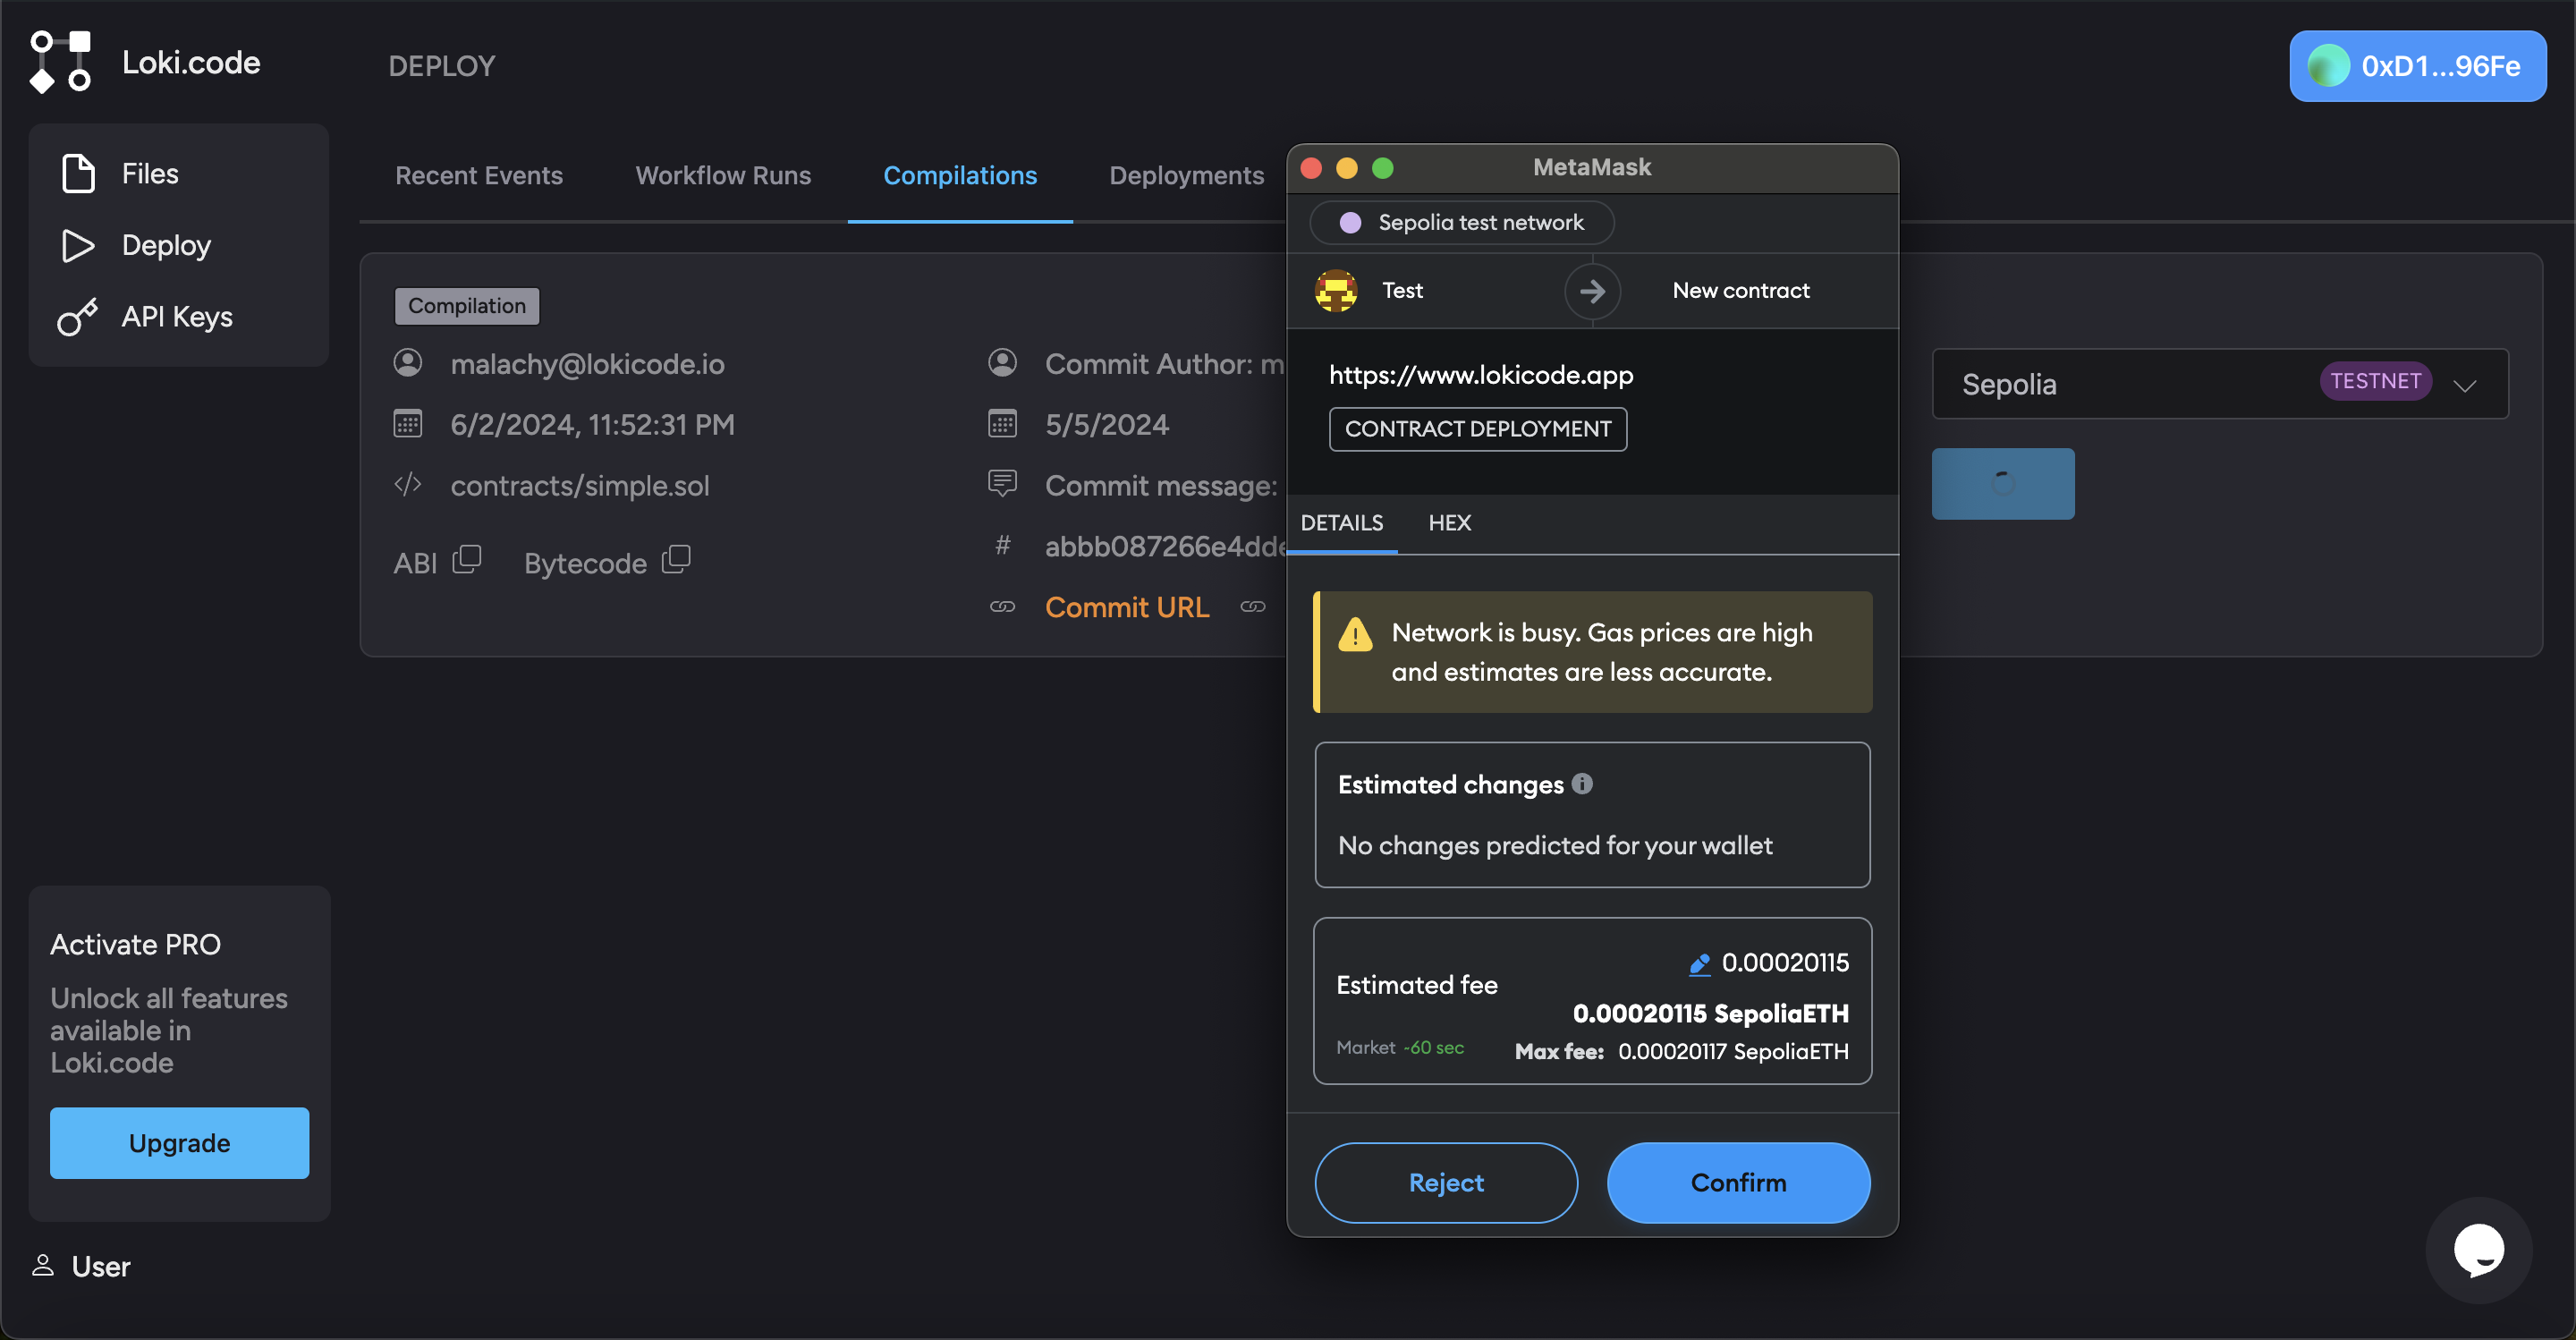 Loki.code
DEPLOY
0xD1...96Fe
Files
Deploy
API Keys
Recent Events
Workflow Runs
Compilations
Deployments
Compilation
malachy@lokicode.io
6/2/2024, 11:52:31 PM
contracts/simple.sol
ABI
Bytecode
Commit Author: m
5/5/2024
Commit message:
# abbb087266e4dde
Commit URL
MetaMask
Sepolia test network
Test
New contract
https://www.lokicode.app
CONTRACT DEPLOYMENT
DETAILS
HEX
Network is busy. Gas prices are high
and estimates are less accurate.
Estimated changes
No changes predicted for your wallet
Estimated fee
0.00020115
0.00020115 SepoliaETH
Market ~60 sec
Max fee: 0.00020117 SepoliaETH
Reject
Confirm
Sepolia
TESTNET
Activate PRO
Unlock all features
available in
Loki.code
Upgrade
User